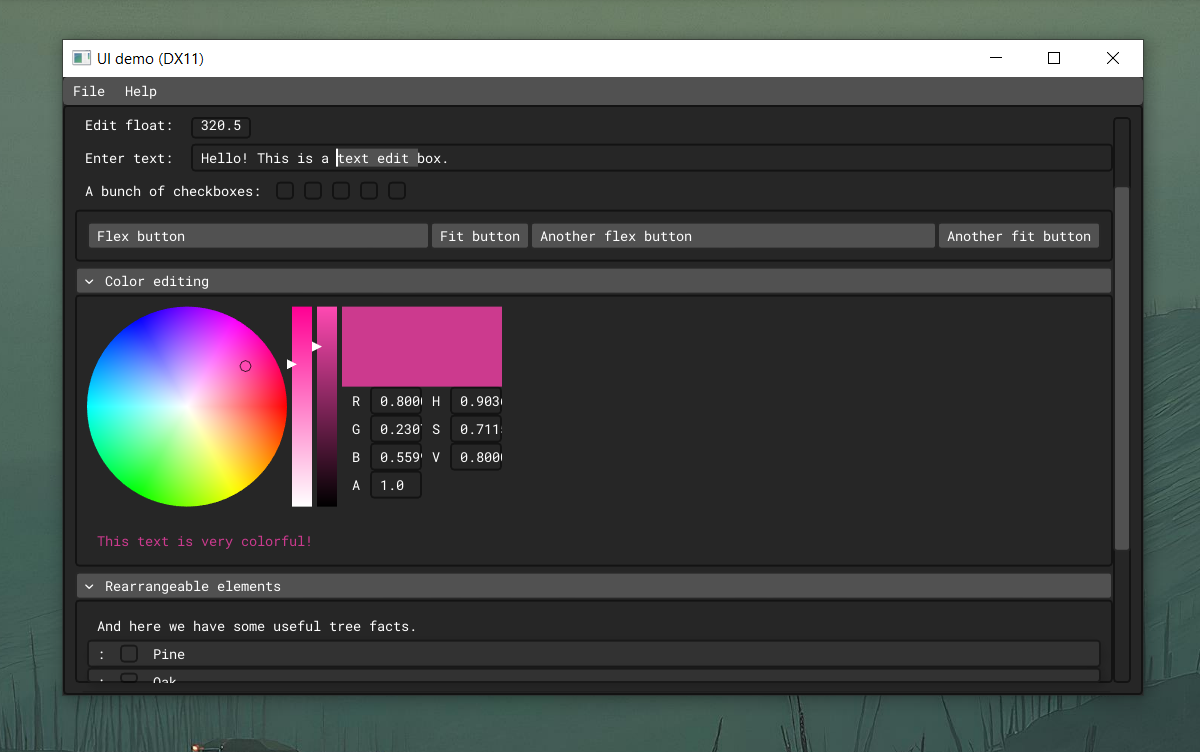 UI demo (DX11)
File Help
Edit float: 320.5
Enter text: Hello! This is a text edit box.
A bunch of checkboxes:
Flex button Fit button Another flex button Another fit button
Color editing
R 0.800 H 0.903
G 0.230 S 0.711
B 0.559 V 0.800
A 1.0
This text is very colorful!
Rearrangeable elements
And here we have some useful tree facts.
: Pine
: Oak